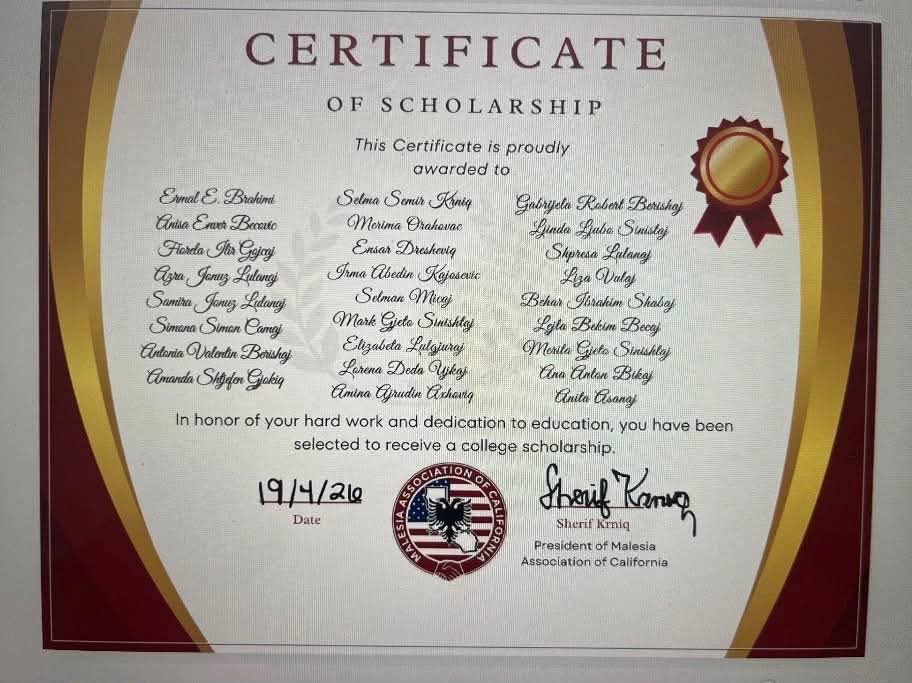 CERTIFICATE
OF SCHOLARSHIP
This Certificate is proudly
awarded to
Ermal E. Brahimi
Anisa Enver Becovic
Fiorela Ilir Gojcaj
Azra Jonuz Lulanaj
Samira Jonuz Lulanaj
Simona Simon Camaj
Antonia Valentin Berishaj
Amanda Shtjefen Gjokiq
Selma Semir Krniq
Merima Orahovac
Ensar Dresheviq
Irma Abedin Kajosevic
Selman Micaj
Mark Gjeto Sinishtaj
Elizabeta Lulgjuraj
Lorena Deda Ujkaj
Amina Ajrudin Axhoviq
Gabrijela Robert Berishaj
Linda Ljubo Sinistaj
Shpresa Lulanaj
Liza Vulaj
Behar Ibrahim Shabaj
Lejla Bekim Becaj
Merita Gjeto Sinishtaj
Ana Anton Bikaj
Anita Asanaj
In honor of your hard work and dedication to education, you have been
selected to receive a college scholarship.
19/4/26
Date
MALESIA ASSOCIATION OF CALIFORNIA
Sherif Krniq
Sherif Krniq
President of Malesia
Association of California